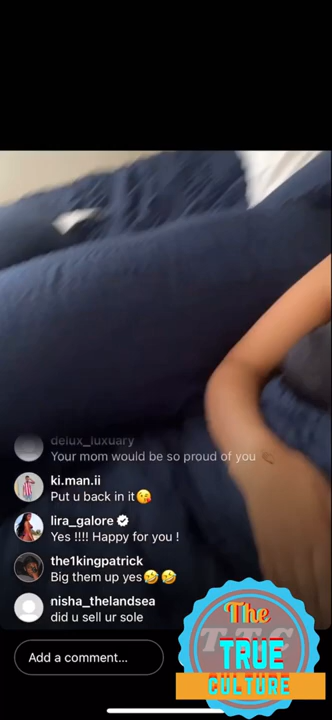 delux_luxuary
Your mom would be so proud of you
ki.man.ii
Put u back in it😘
lira_galore
Yes !!!! Happy for you !
the1kingpatrick
Big them up yes🤣🤣
nisha_thelandsea
did u sell ur sole
Add a comment...
The
T.T.C
TRUE
CULTURE